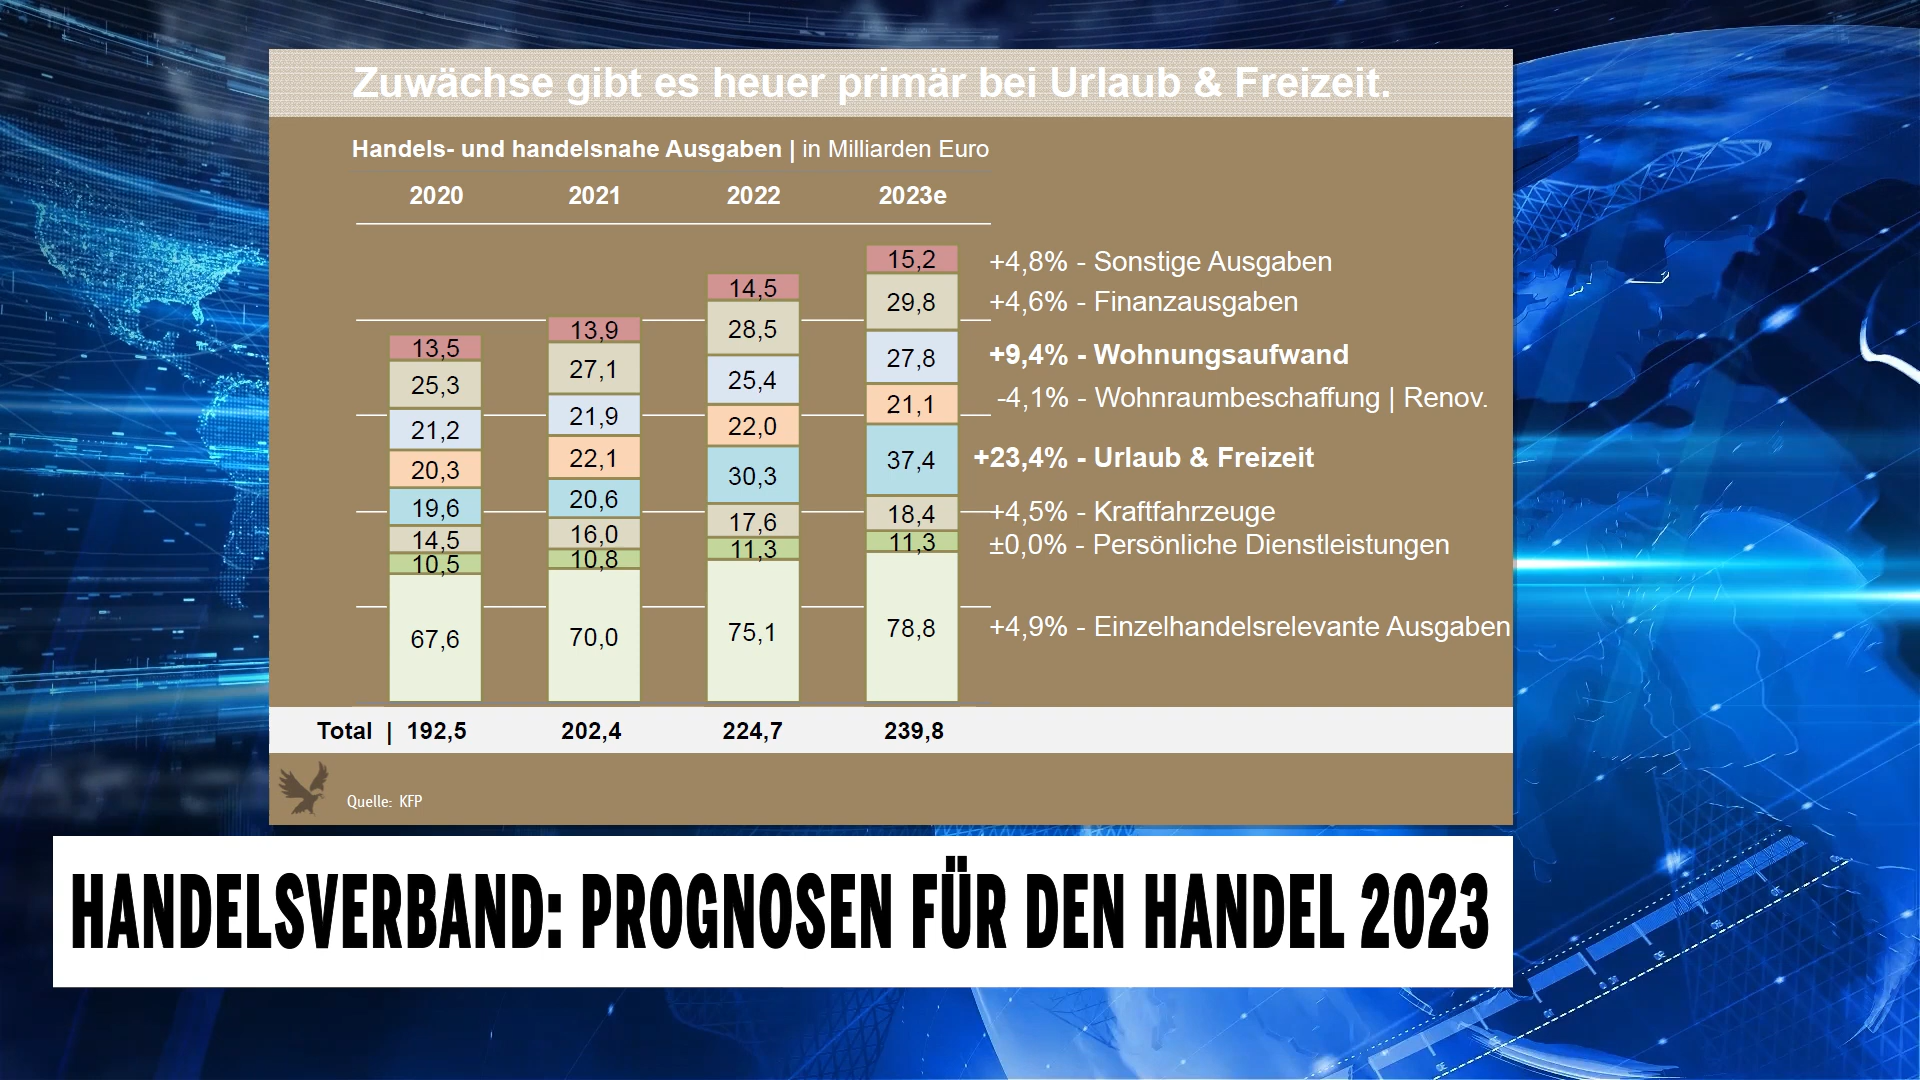 Zuwächse gibt es heuer primär bei Urlaub & Freizeit.
Handels- und handelsnahe Ausgaben | in Milliarden Euro
2020 2021 2022 2023e
13,5 13,9 14,5 15,2 +4,8% - Sonstige Ausgaben
25,3 27,1 28,5 29,8 +4,6% - Finanzausgaben
21,2 21,9 25,4 27,8 +9,4% - Wohnungsaufwand
20,3 22,1 22,0 21,1 -4,1% - Wohnraumbeschaffung | Renov.
19,6 20,6 30,3 37,4 +23,4% - Urlaub & Freizeit
14,5 16,0 17,6 18,4 +4,5% - Kraftfahrzeuge
10,5 10,8 11,3 11,3 ±0,0% - Persönliche Dienstleistungen
67,6 70,0 75,1 78,8 +4,9% - Einzelhandelsrelevante Ausgaben
Total | 192,5 202,4 224,7 239,8
Quelle: KFP
HANDELSVERBAND: PROGNOSEN FÜR DEN HANDEL 2023